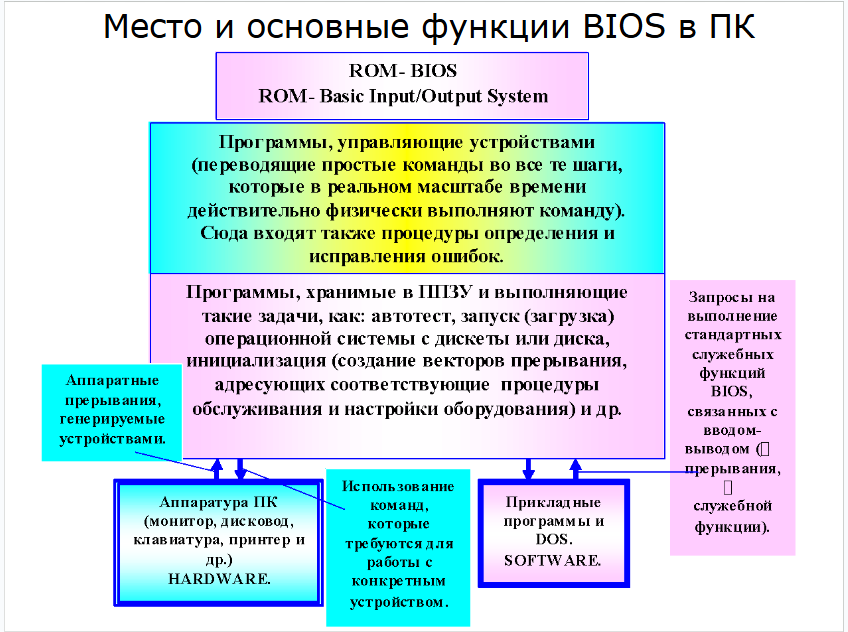 Место и основные функции BIOS в ПК
ROM- BIOS
ROM- Basic Input/Output System
Программы, управляющие устройствами
(переводящие простые команды во все те шаги,
которые в реальном масштабе времени
действительно физически выполняют команду).
Сюда входят также процедуры определения и
исправления ошибок.
Программы, хранимые в ППЗУ и выполняющие
такие задачи, как: автотест, запуск (загрузка)
операционной системы с дискеты или диска,
инициализация (создание векторов прерывания,
адресующих соответствующие процедуры
обслуживания и настройки оборудования) и др.
Аппаратные
прерывания,
генерируемые
устройствами.
Запросы на
выполнение
стандартных
служебных
функций
BIOS,
связанных с
вводом-
выводом (
прерывания,
служебной
функции).
Аппаратура ПК
(монитор, дисковод,
клавиатура, принтер и
др.)
HARDWARE.
Использование
команд,
которые
требуются для
работы с
конкретным
устройством.
Прикладные
программы и
DOS.
SOFTWARE.